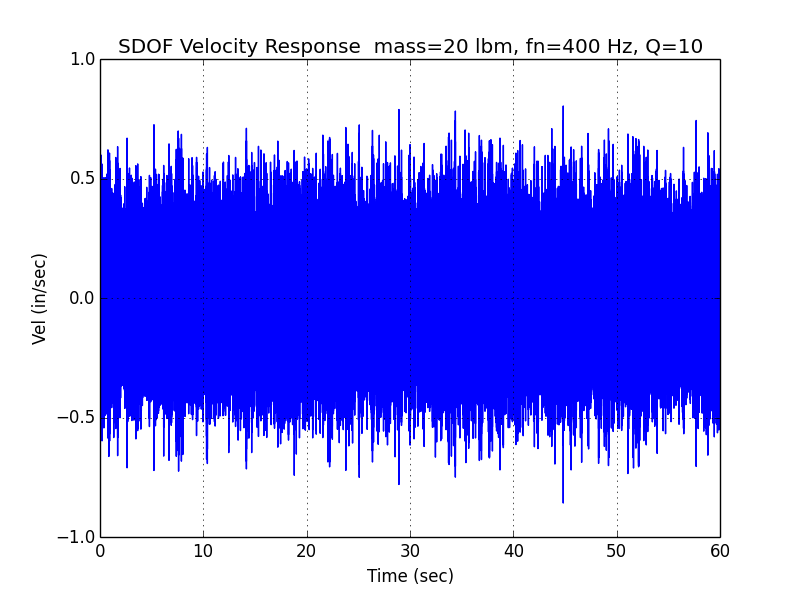 SDOF Velocity Response  mass=20 lbm, fn=400 Hz, Q=10
1.0
0.5
0.0
−0.5
−1.0
Vel (in/sec)
0 10 20 30 40 50 60
Time (sec)